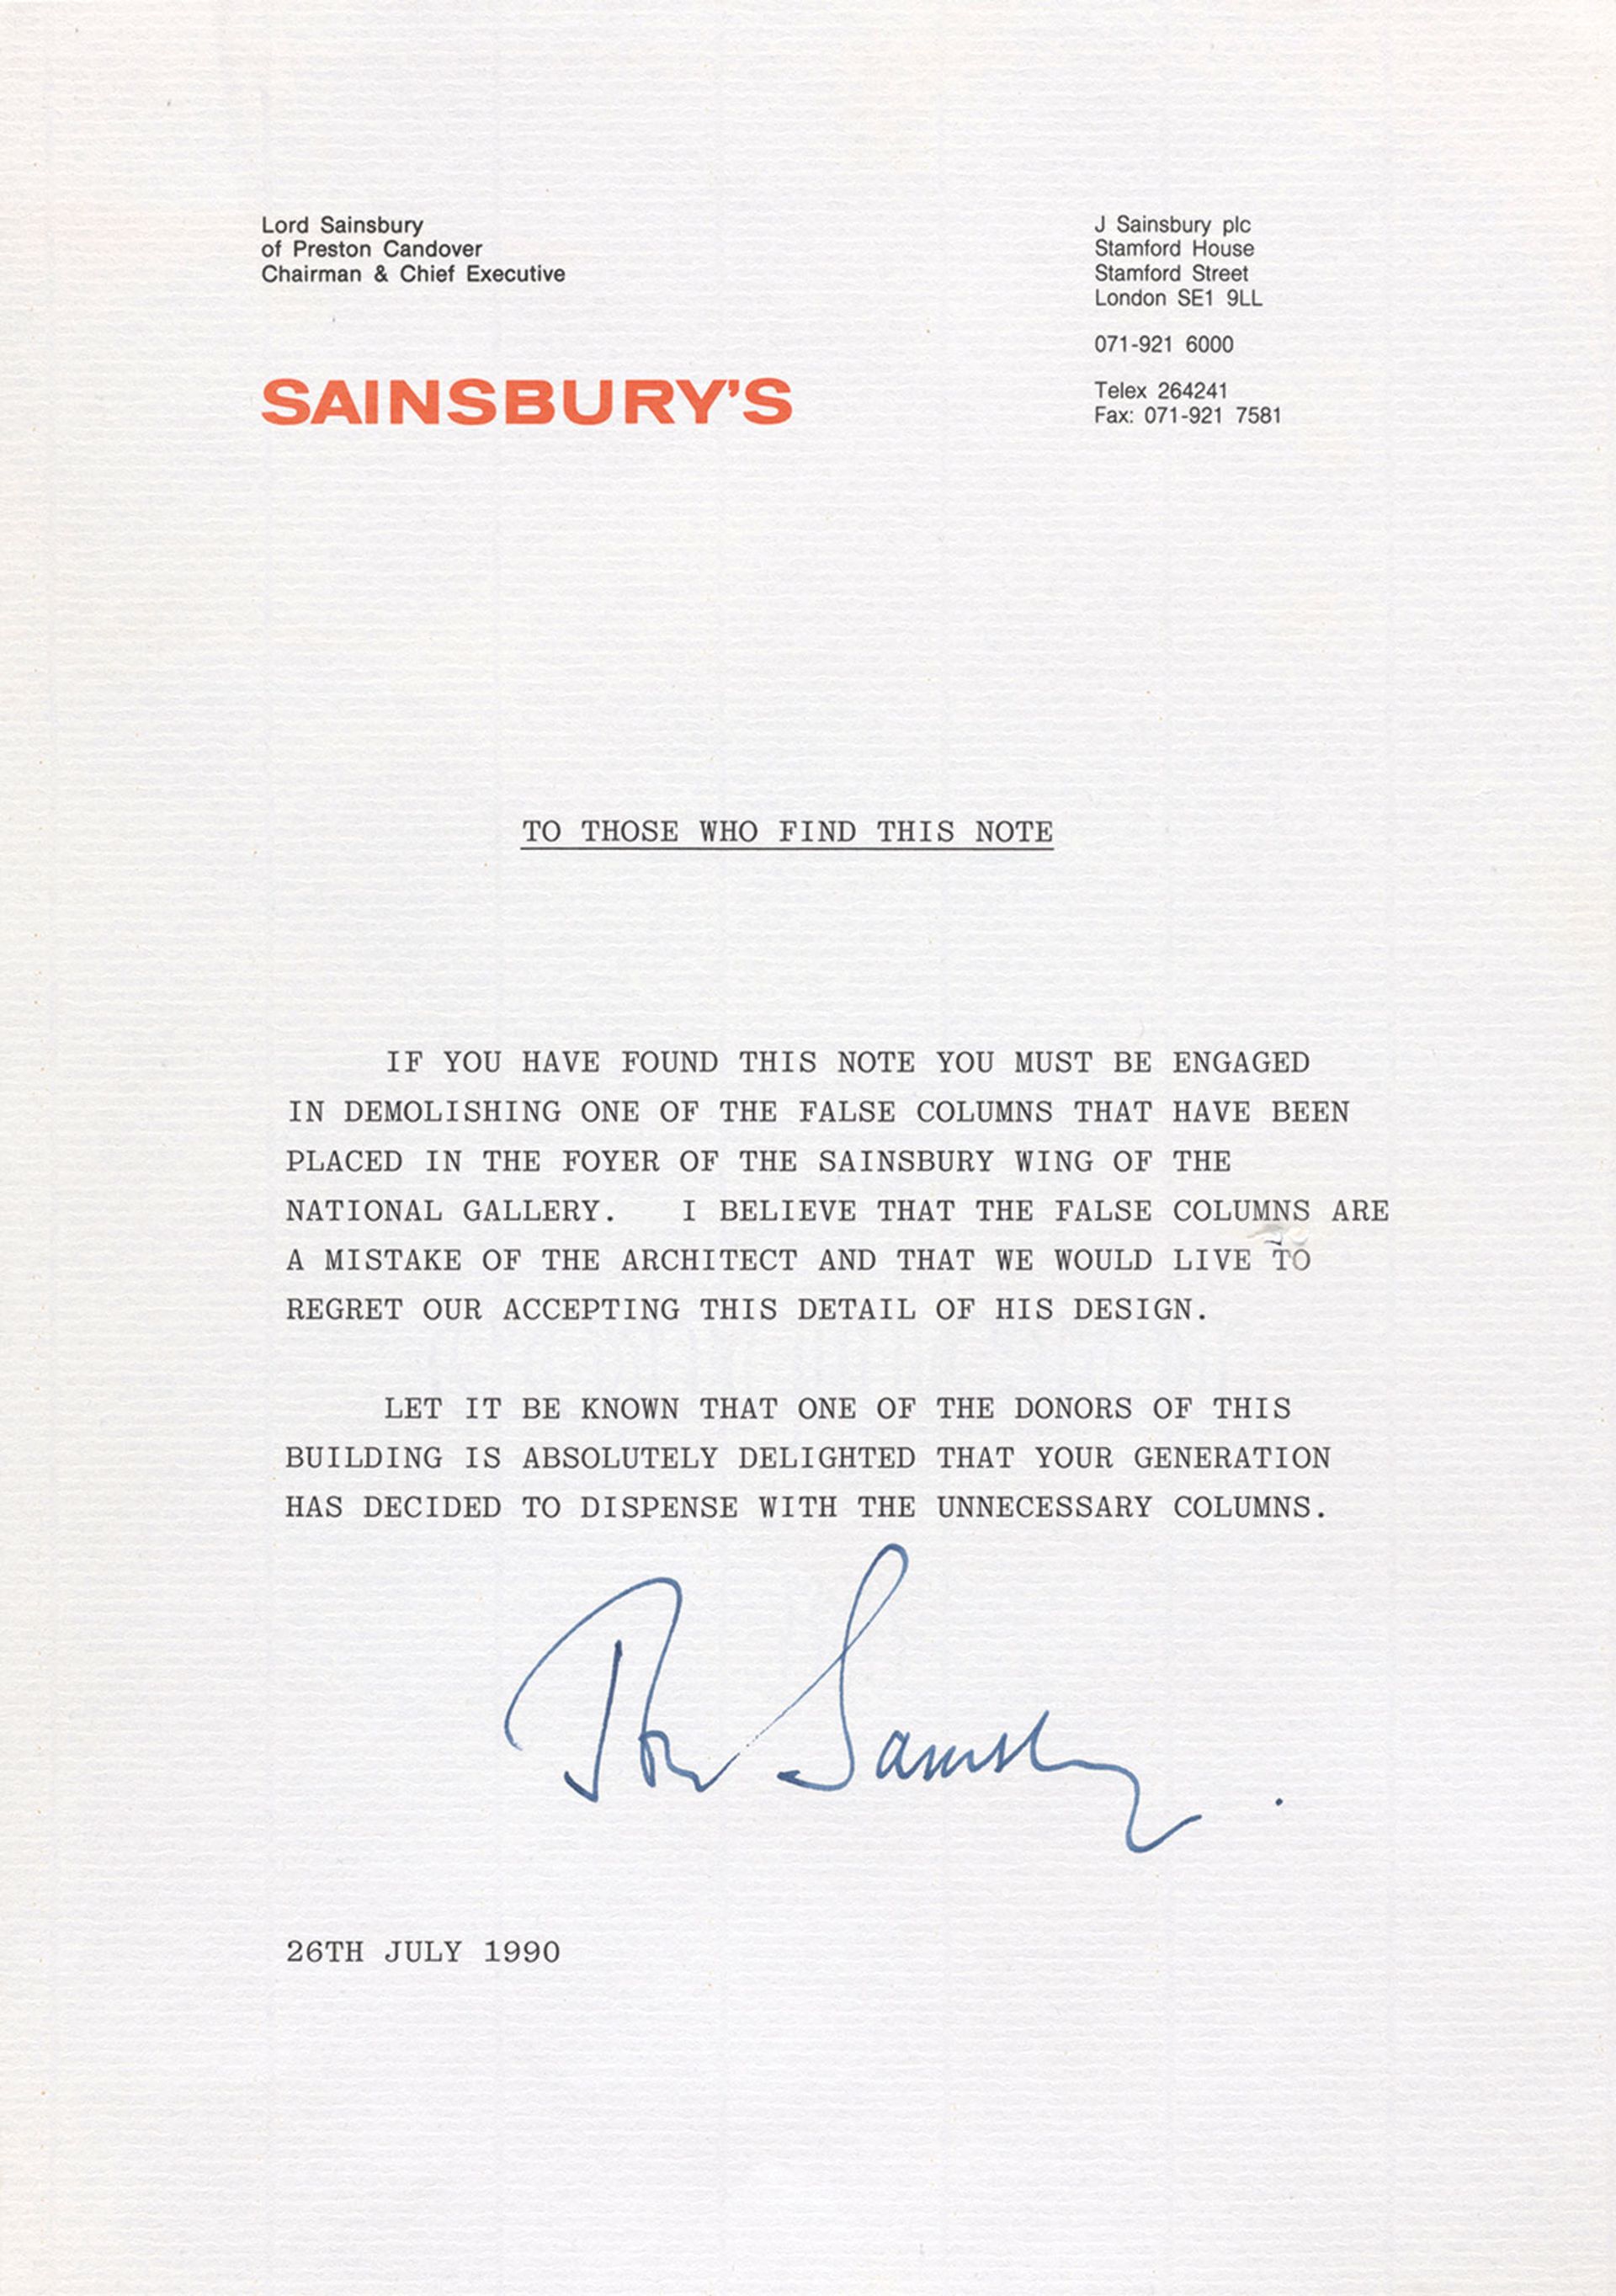 Lord Sainsbury
of Preston Candover
Chairman & Chief Executive
SAINSBURY'S
J Sainsbury plc
Stamford House
Stamford Street
London SE1 9LL
071-921 6000
Telex 264241
Fax: 071-921 7581
TO THOSE WHO FIND THIS NOTE
IF YOU HAVE FOUND THIS NOTE YOU MUST BE ENGAGED
IN DEMOLISHING ONE OF THE FALSE COLUMNS THAT HAVE BEEN
PLACED IN THE FOYER OF THE SAINSBURY WING OF THE
NATIONAL GALLERY. I BELIEVE THAT THE FALSE COLUMNS ARE
A MISTAKE OF THE ARCHITECT AND THAT WE WOULD LIVE TO
REGRET OUR ACCEPTING THIS DETAIL OF HIS DESIGN.
LET IT BE KNOWN THAT ONE OF THE DONORS OF THIS
BUILDING IS ABSOLUTELY DELIGHTED THAT YOUR GENERATION
HAS DECIDED TO DISPENSE WITH THE UNNECESSARY COLUMNS.
Sainsbury.
26TH JULY 1990